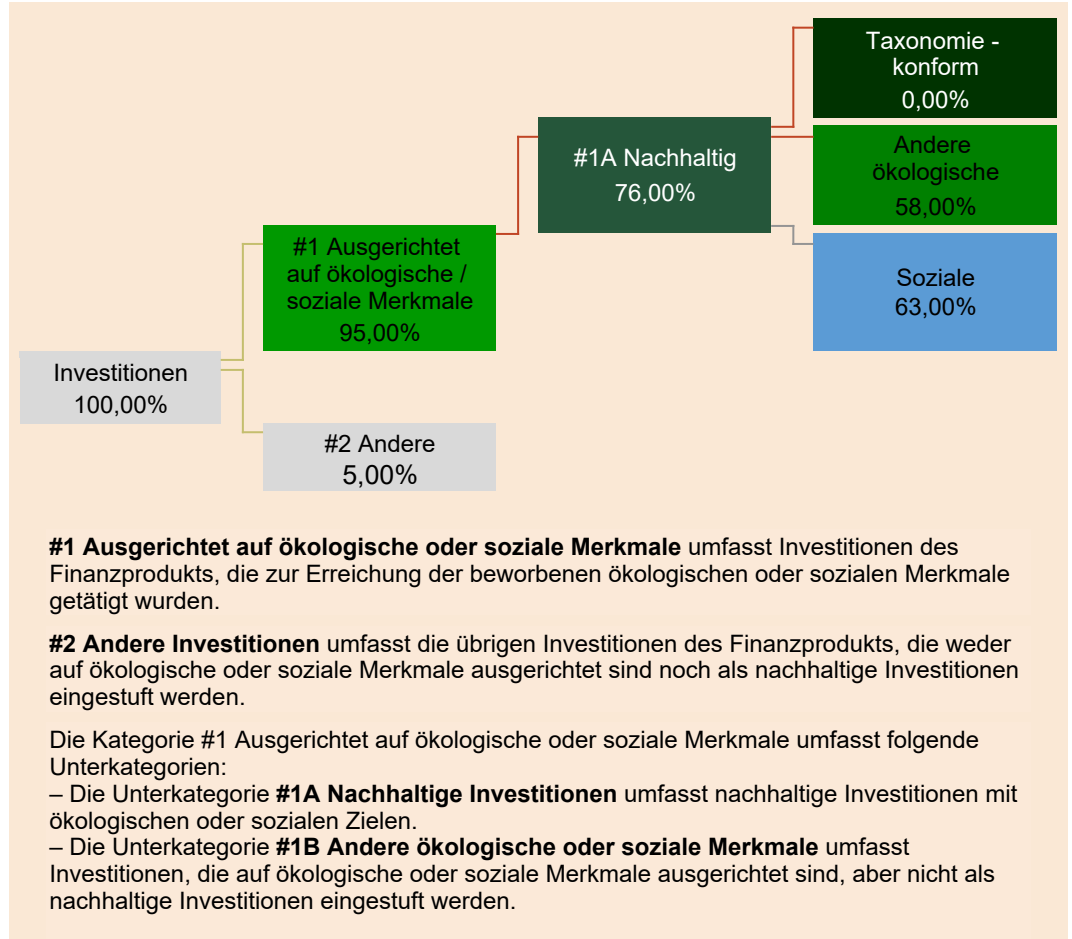 Taxonomie -
konform
0,00%
Andere
ökologische
58,00%
#1A Nachhaltig
76,00%
Soziale
63,00%
#1 Ausgerichtet
auf ökologische /
soziale Merkmale
95,00%
Investitionen
100,00%
#2 Andere
5,00%
#1 Ausgerichtet auf ökologische oder soziale Merkmale umfasst Investitionen des
Finanzprodukts, die zur Erreichung der beworbenen ökologischen oder sozialen Merkmale
getätigt wurden.
#2 Andere Investitionen umfasst die übrigen Investitionen des Finanzprodukts, die weder
auf ökologische oder soziale Merkmale ausgerichtet sind noch als nachhaltige Investitionen
eingestuft werden.
Die Kategorie #1 Ausgerichtet auf ökologische oder soziale Merkmale umfasst folgende
Unterkategorien:
– Die Unterkategorie #1A Nachhaltige Investitionen umfasst nachhaltige Investitionen mit
ökologischen oder sozialen Zielen.
– Die Unterkategorie #1B Andere ökologische oder soziale Merkmale umfasst
Investitionen, die auf ökologische oder soziale Merkmale ausgerichtet sind, aber nicht als
nachhaltige Investitionen eingestuft werden.